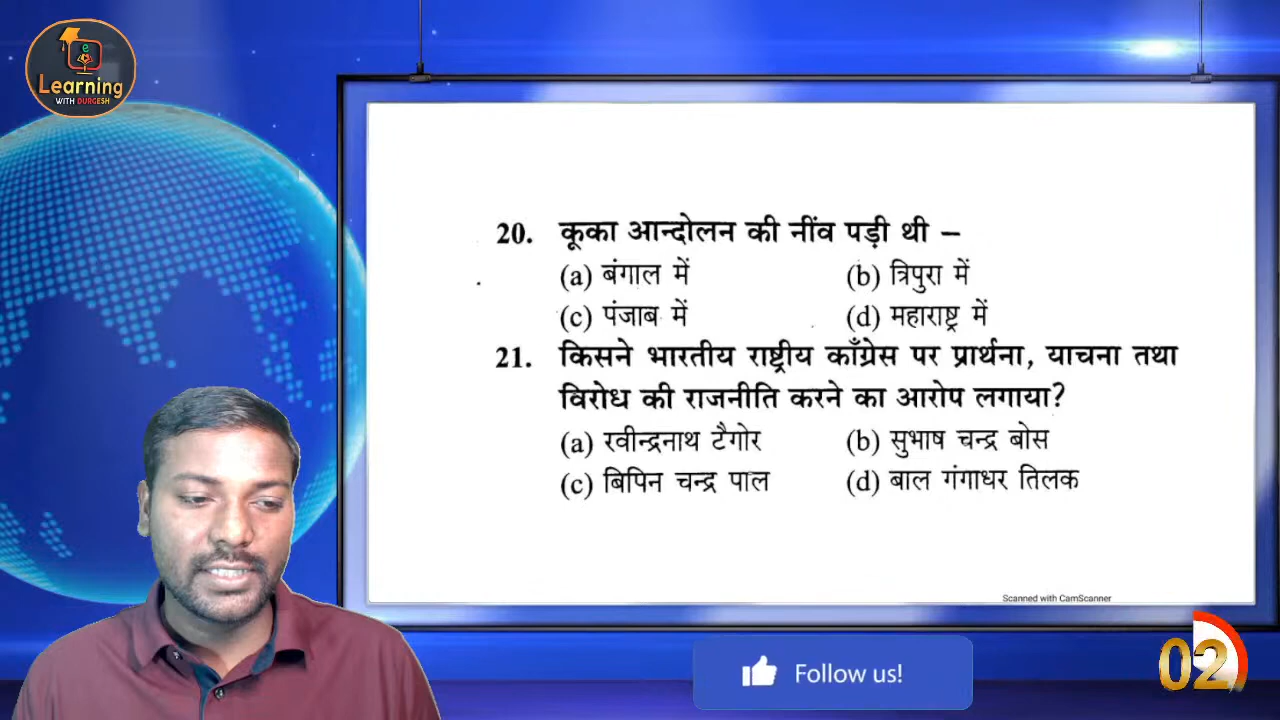 e
Learning
WITH DURGESH
20. कूका आन्दोलन की नींव पड़ी थी –
(a) बंगाल में (b) त्रिपुरा में
(c) पंजाब में (d) महाराष्ट्र में
21. किसने भारतीय राष्ट्रीय काँग्रेस पर प्रार्थना, याचना तथा
विरोध की राजनीति करने का आरोप लगाया?
(a) रवीन्द्रनाथ टैगोर (b) सुभाष चन्द्र बोस
(c) बिपिन चन्द्र पाल (d) बाल गंगाधर तिलक
Scanned with CamScanner
Follow us!
02